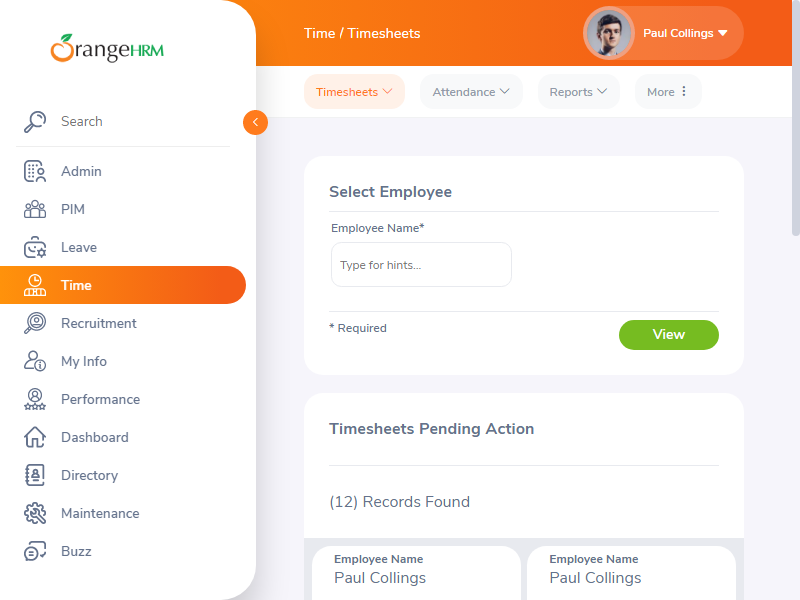 OrangeHRM
Search
Admin
PIM
Leave
Time
Recruitment
My Info
Performance
Dashboard
Directory
Maintenance
Buzz
Time / Timesheets
Paul Collings
Timesheets
Attendance
Reports
More
Select Employee
Employee Name*
Type for hints...
* Required
View
Timesheets Pending Action
(12) Records Found
Employee Name
Paul Collings
Employee Name
Paul Collings